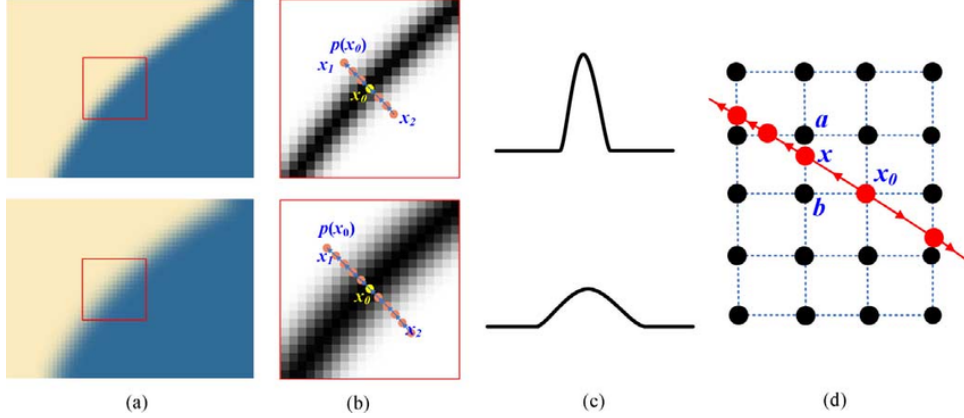 p(x₀)
x₁
x₀
x₂
p(x₀)
x₁
x₀
x₂
a
x
x₀
b
(a)
(b)
(c)
(d)